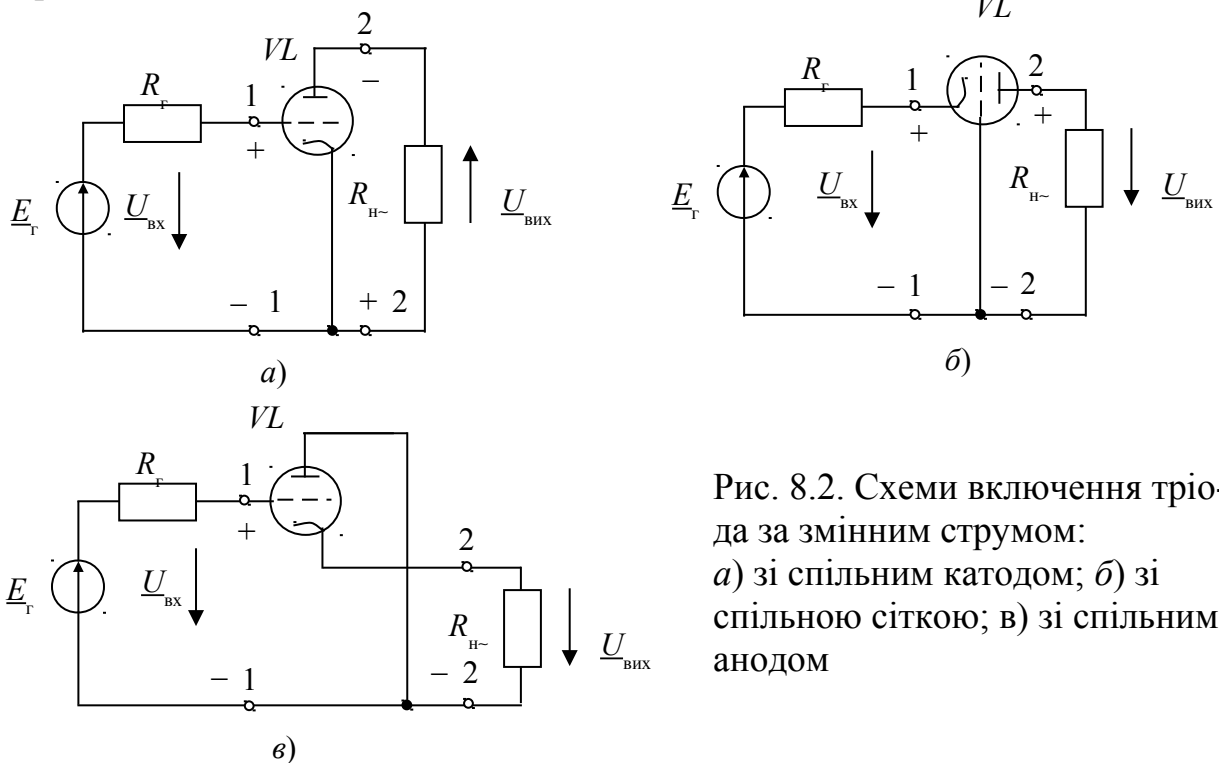 VL
2
–
R г
1
+
R н~
E г
U вх
U вих
– 1
+ 2
а)
VL
R г
1
+
2
+
R н~
E г
U вх
U вих
– 1
– 2
б)
VL
R г
1
+
2
E г
U вх
R н~
U вих
– 1
– 2
в)
Рис. 8.2. Схеми включення тріо-
да за змінним струмом:
а) зі спільним катодом; б) зі
спільною сіткою; в) зі спільним
анодом